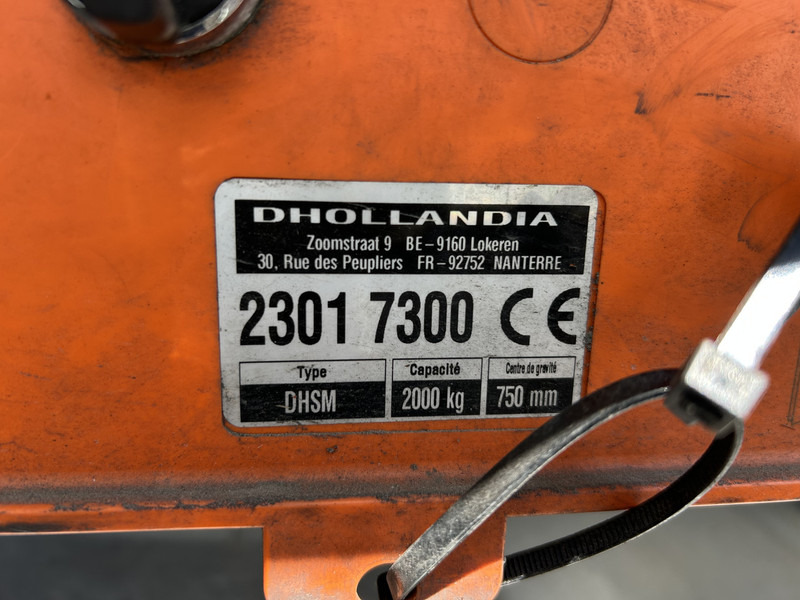 DHOLLANDIA
Zoomstraat 9 BE-9160 Lokeren
30, Rue des Peupliers FR-92752 NANTERRE
2301 7300 CE
Type Capacité Centre de gravité
DHSM 2000 kg 750 mm